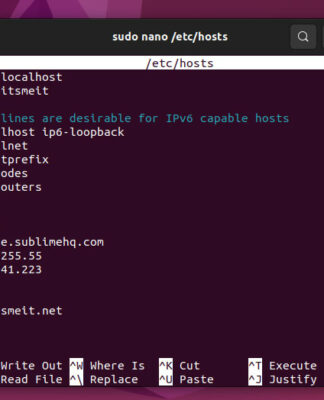 sudo nano /etc/hosts
/etc/hosts
localhost
itsmeit
lines are desirable for IPv6 capable hosts
lhost ip6-loopback
lnet
tprefix
odes
outers
e.sublimehq.com
255.55
41.223
smeit.net
Write Out ^W Where Is ^K Cut ^T Execute
Read File ^\ Replace ^U Paste ^J Justify